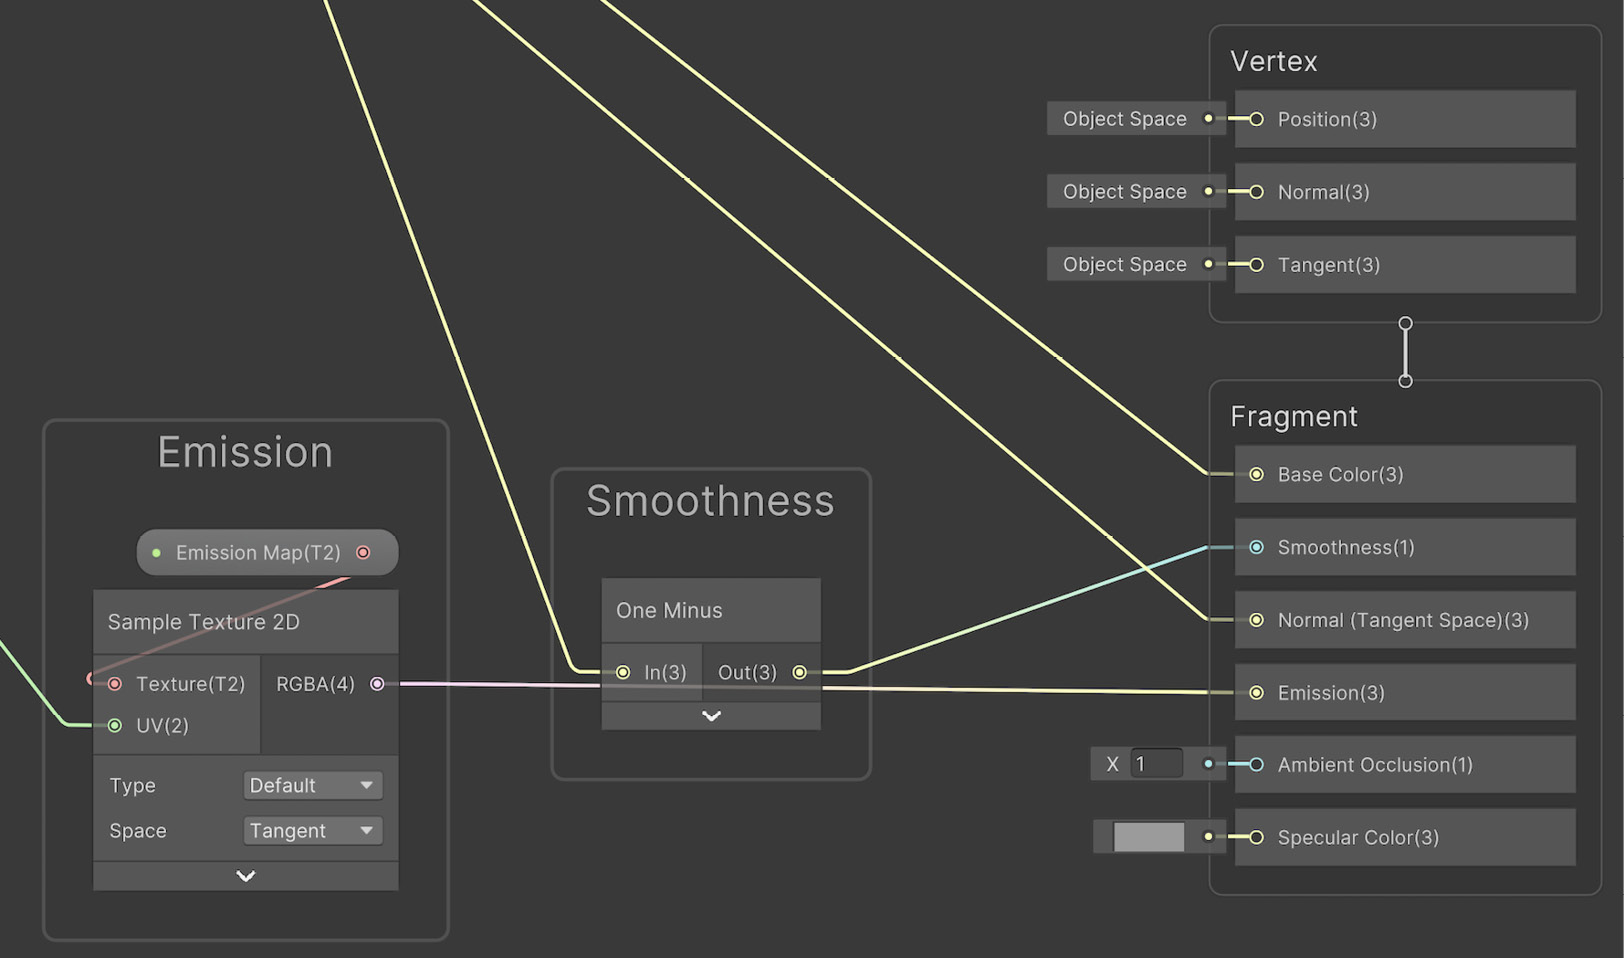 Vertex
Object Space Position(3)
Object Space Normal(3)
Object Space Tangent(3)
Fragment
Base Color(3)
Smoothness(1)
Normal (Tangent Space)(3)
Emission(3)
X 1 Ambient Occlusion(1)
Specular Color(3)
Emission
Emission Map(T2)
Sample Texture 2D
Texture(T2) RGBA(4)
UV(2)
Type Default
Space Tangent
Smoothness
One Minus
In(3) Out(3)